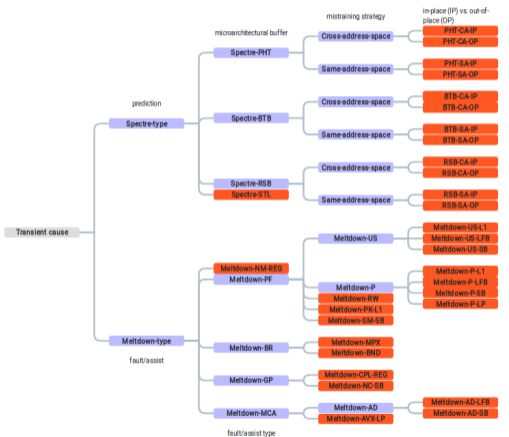 mistraining strategy
in-place (IP) vs. out-of-
place (OP)
microarchitectural buffer
prediction
Transient cause
Spectre-type
Spectre-PHT
Cross-address-space
PHT-CA-IP
PHT-CA-OP
Same-address-space
PHT-SA-IP
PHT-SA-OP
Spectre-BTB
Cross-address-space
BTB-CA-IP
BTB-CA-OP
Same-address-space
BTB-SA-IP
BTB-SA-OP
Spectre-RSB
Cross-address-space
RSB-CA-IP
RSB-CA-OP
Same-address-space
RSB-SA-IP
RSB-SA-OP
Spectre-STL
Meltdown-type
fault/assist
Meltdown-NM-REG
Meltdown-PF
Meltdown-US
Meltdown-US-L1
Meltdown-US-LFB
Meltdown-US-SB
Meltdown-P
Meltdown-P-L1
Meltdown-P-LFB
Meltdown-P-SB
Meltdown-P-LP
Meltdown-RW
Meltdown-PK-L1
Meltdown-SM-SB
Meltdown-BR
Meltdown-MPX
Meltdown-BND
Meltdown-GP
Meltdown-CPL-REG
Meltdown-NC-SB
Meltdown-MCA
Meltdown-AD
Meltdown-AD-LFB
Meltdown-AD-SB
Meltdown-AVX-LP
fault/assist type